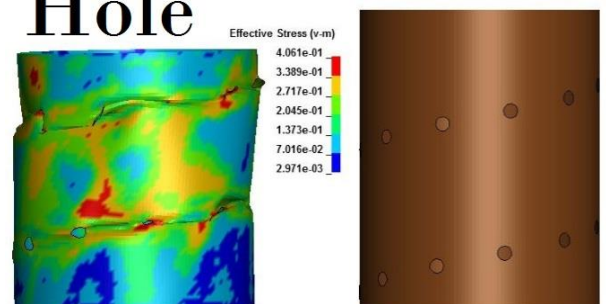 Hole
Effective Stress (v-m)
4.061e-01
3.389e-01
2.717e-01
2.045e-01
1.373e-01
7.016e-02
2.971e-03